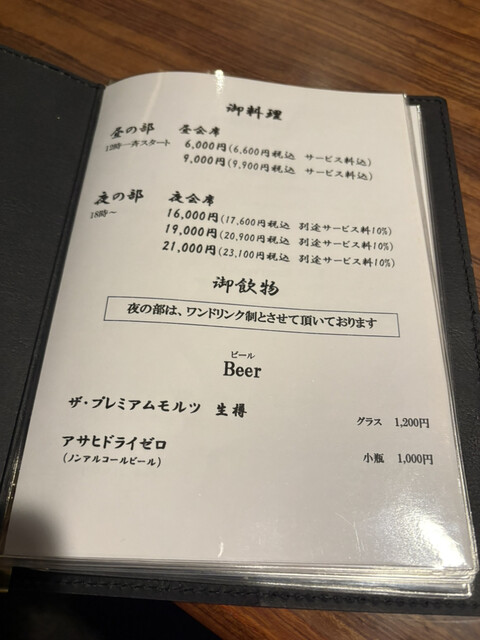 御料理
昼の部 昼会席
12時一斉スタート 6,000円(6,600円税込 サービス料込)
9,000円(9,900円税込 サービス料込)
夜の部 夜会席
18時～ 16,000円(17,600円税込 別途サービス料10%)
19,000円(20,900円税込 別途サービス料10%)
21,000円(23,100円税込 別途サービス料10%)
御飲物
夜の部は、ワンドリンク制とさせて頂いております
ビール
Beer
ザ・プレミアムモルツ 生樽 グラス 1,200円
アサヒドライゼロ 小瓶 1,000円
(ノンアルコールビール)